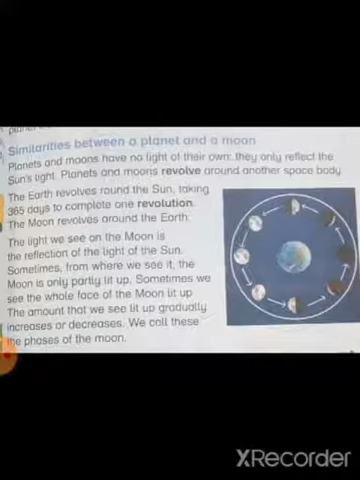 Similarities between a planet and a moon
Planets and moons have no light of their own: they only reflect the
Sun's light. Planets and moons revolve around another space body.
The Earth revolves round the Sun, taking
365 days to complete one revolution.
The Moon revolves around the Earth.
The light we see on the Moon is
the reflection of the light of the Sun.
Sometimes, from where we see it, the
Moon is only partly lit up. Sometimes we
see the whole face of the Moon lit up
The amount that we see lit up gradually
increases or decreases. We call these
the phases of the moon.
XRecorder